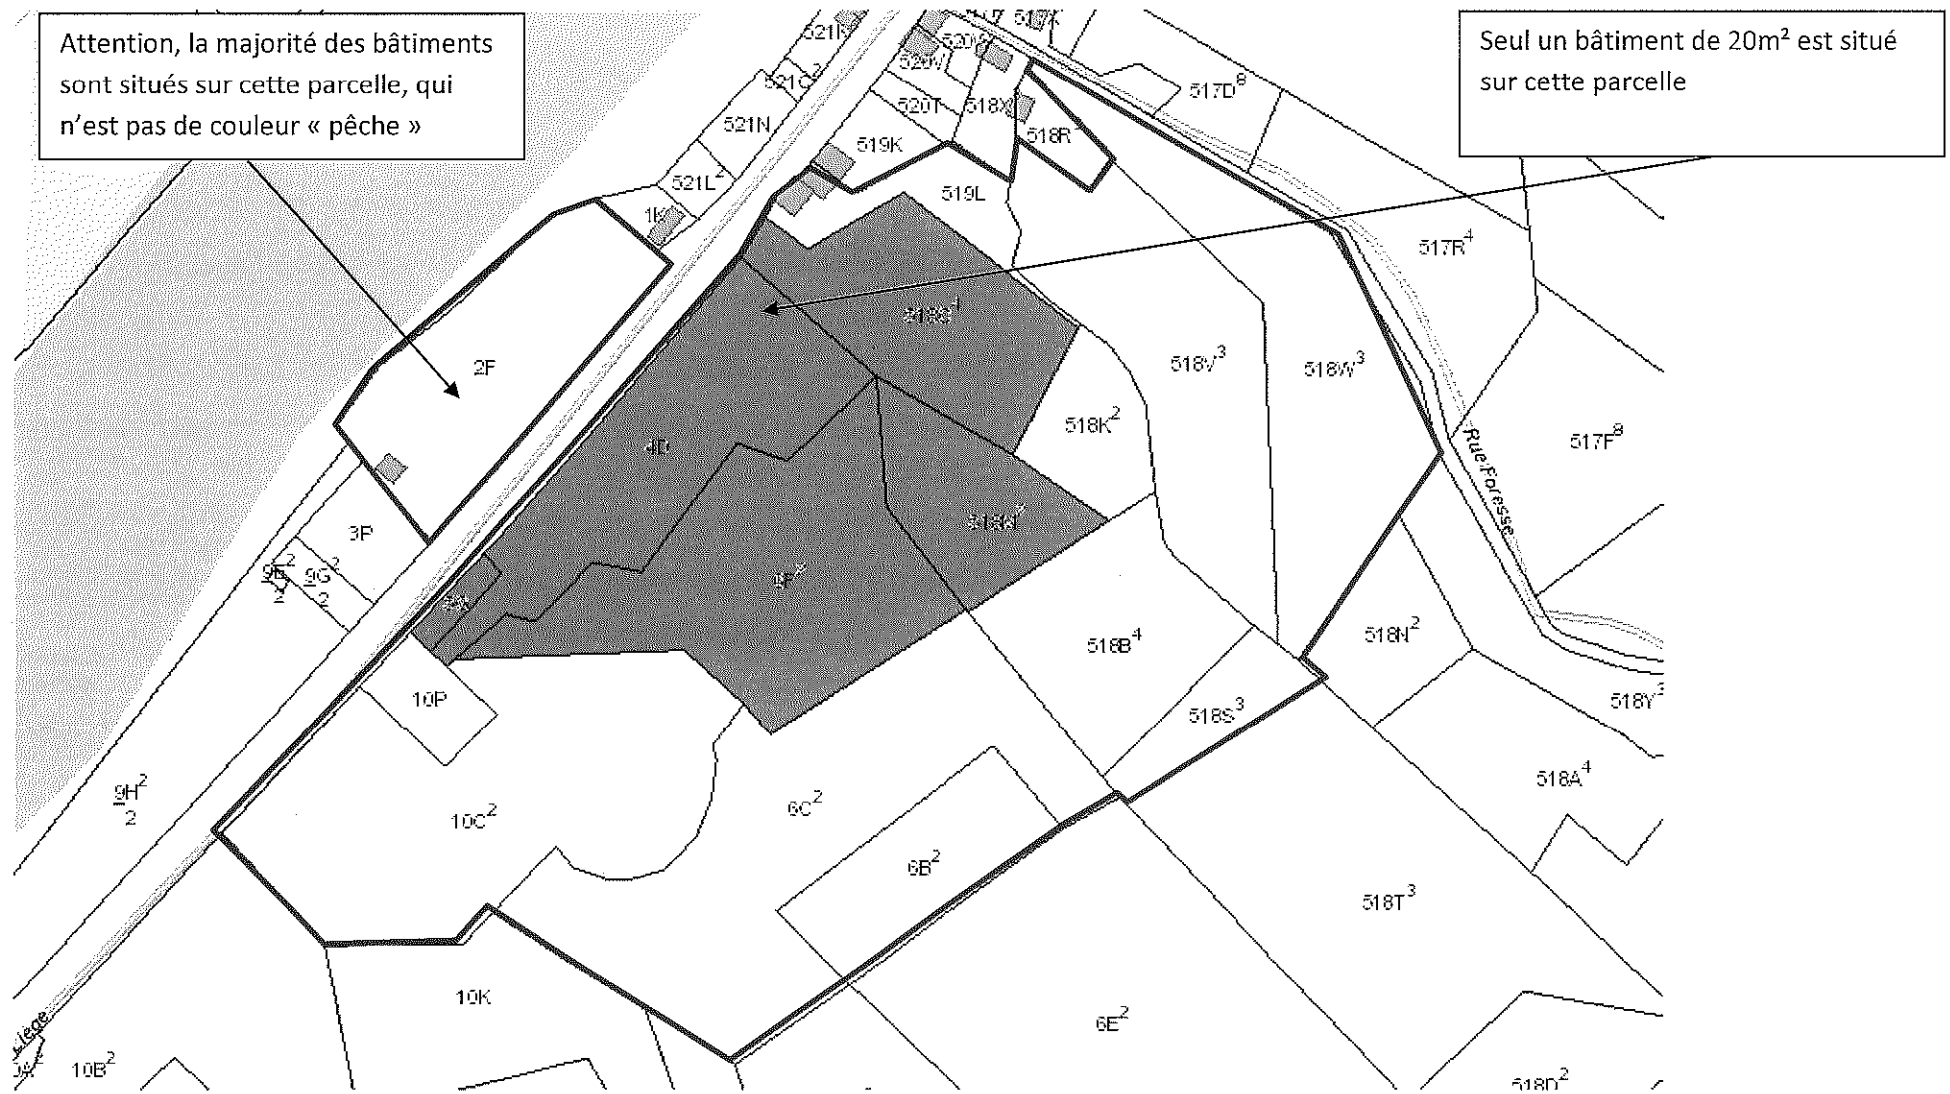 Attention, la majorité des bâtiments
sont situés sur cette parcelle, qui
n'est pas de couleur « pêche »
Seul un bâtiment de 20m² est situé
sur cette parcelle
521C²
520V
520T
518X
517D⁸
521N
519K
518R
521L²
519L
517R⁴
2F
518V³
518W³
518K²
517F⁸
4D
Rue Foresse
3P
9G²
2
518B⁴
518N²
10P
518S³
518Y³
9H²
2
518A⁴
10C²
6C²
6B²
518T³
10K
6E²
10B²
518D²